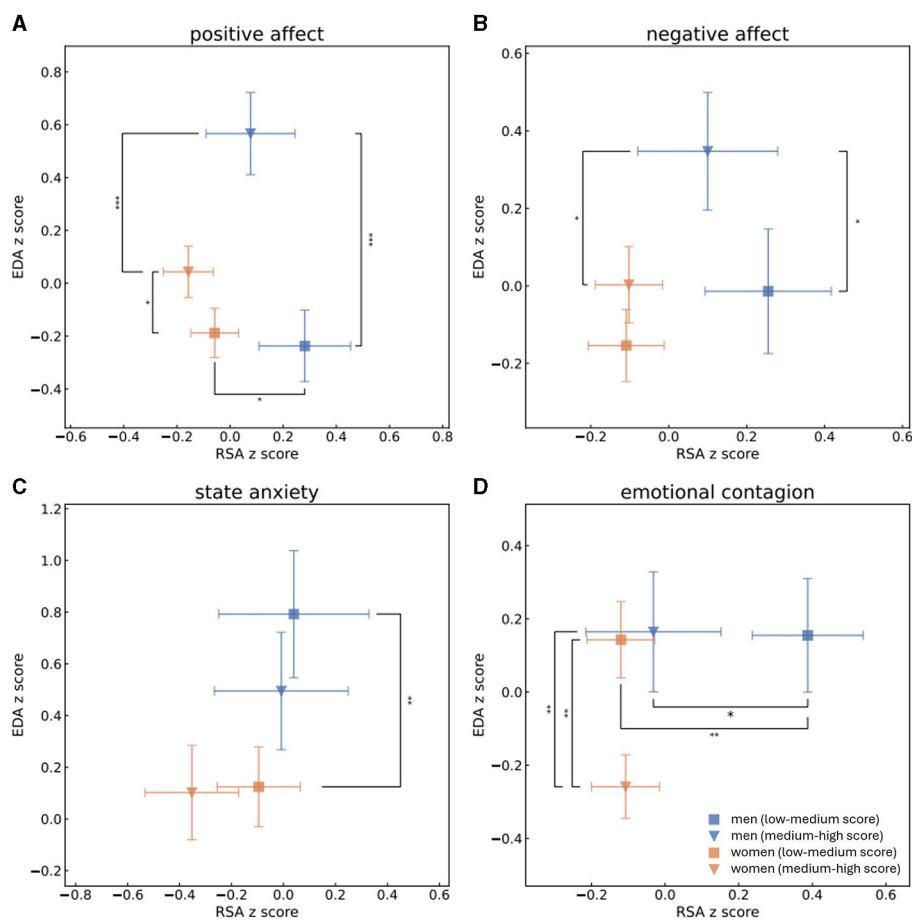 A
positive affect
EDA z score
0.8
0.6
0.4
0.2
0.0
−0.2
−0.4
***
*
***
*
−0.6 −0.4 −0.2 0.0 0.2 0.4 0.6 0.8
RSA z score
B
negative affect
EDA z score
0.6
0.4
0.2
0.0
−0.2
*
*
−0.2 0.0 0.2 0.4 0.6
RSA z score
C
state anxiety
EDA z score
1.2
1.0
0.8
0.6
0.4
0.2
0.0
−0.2
**
−0.8 −0.6 −0.4 −0.2 0.0 0.2 0.4 0.6
RSA z score
D
emotional contagion
EDA z score
0.4
0.2
0.0
−0.2
−0.4
**
**
*
**
men (low-medium score)
men (medium-high score)
women (low-medium score)
women (medium-high score)
−0.2 0.0 0.2 0.4 0.6
RSA z score